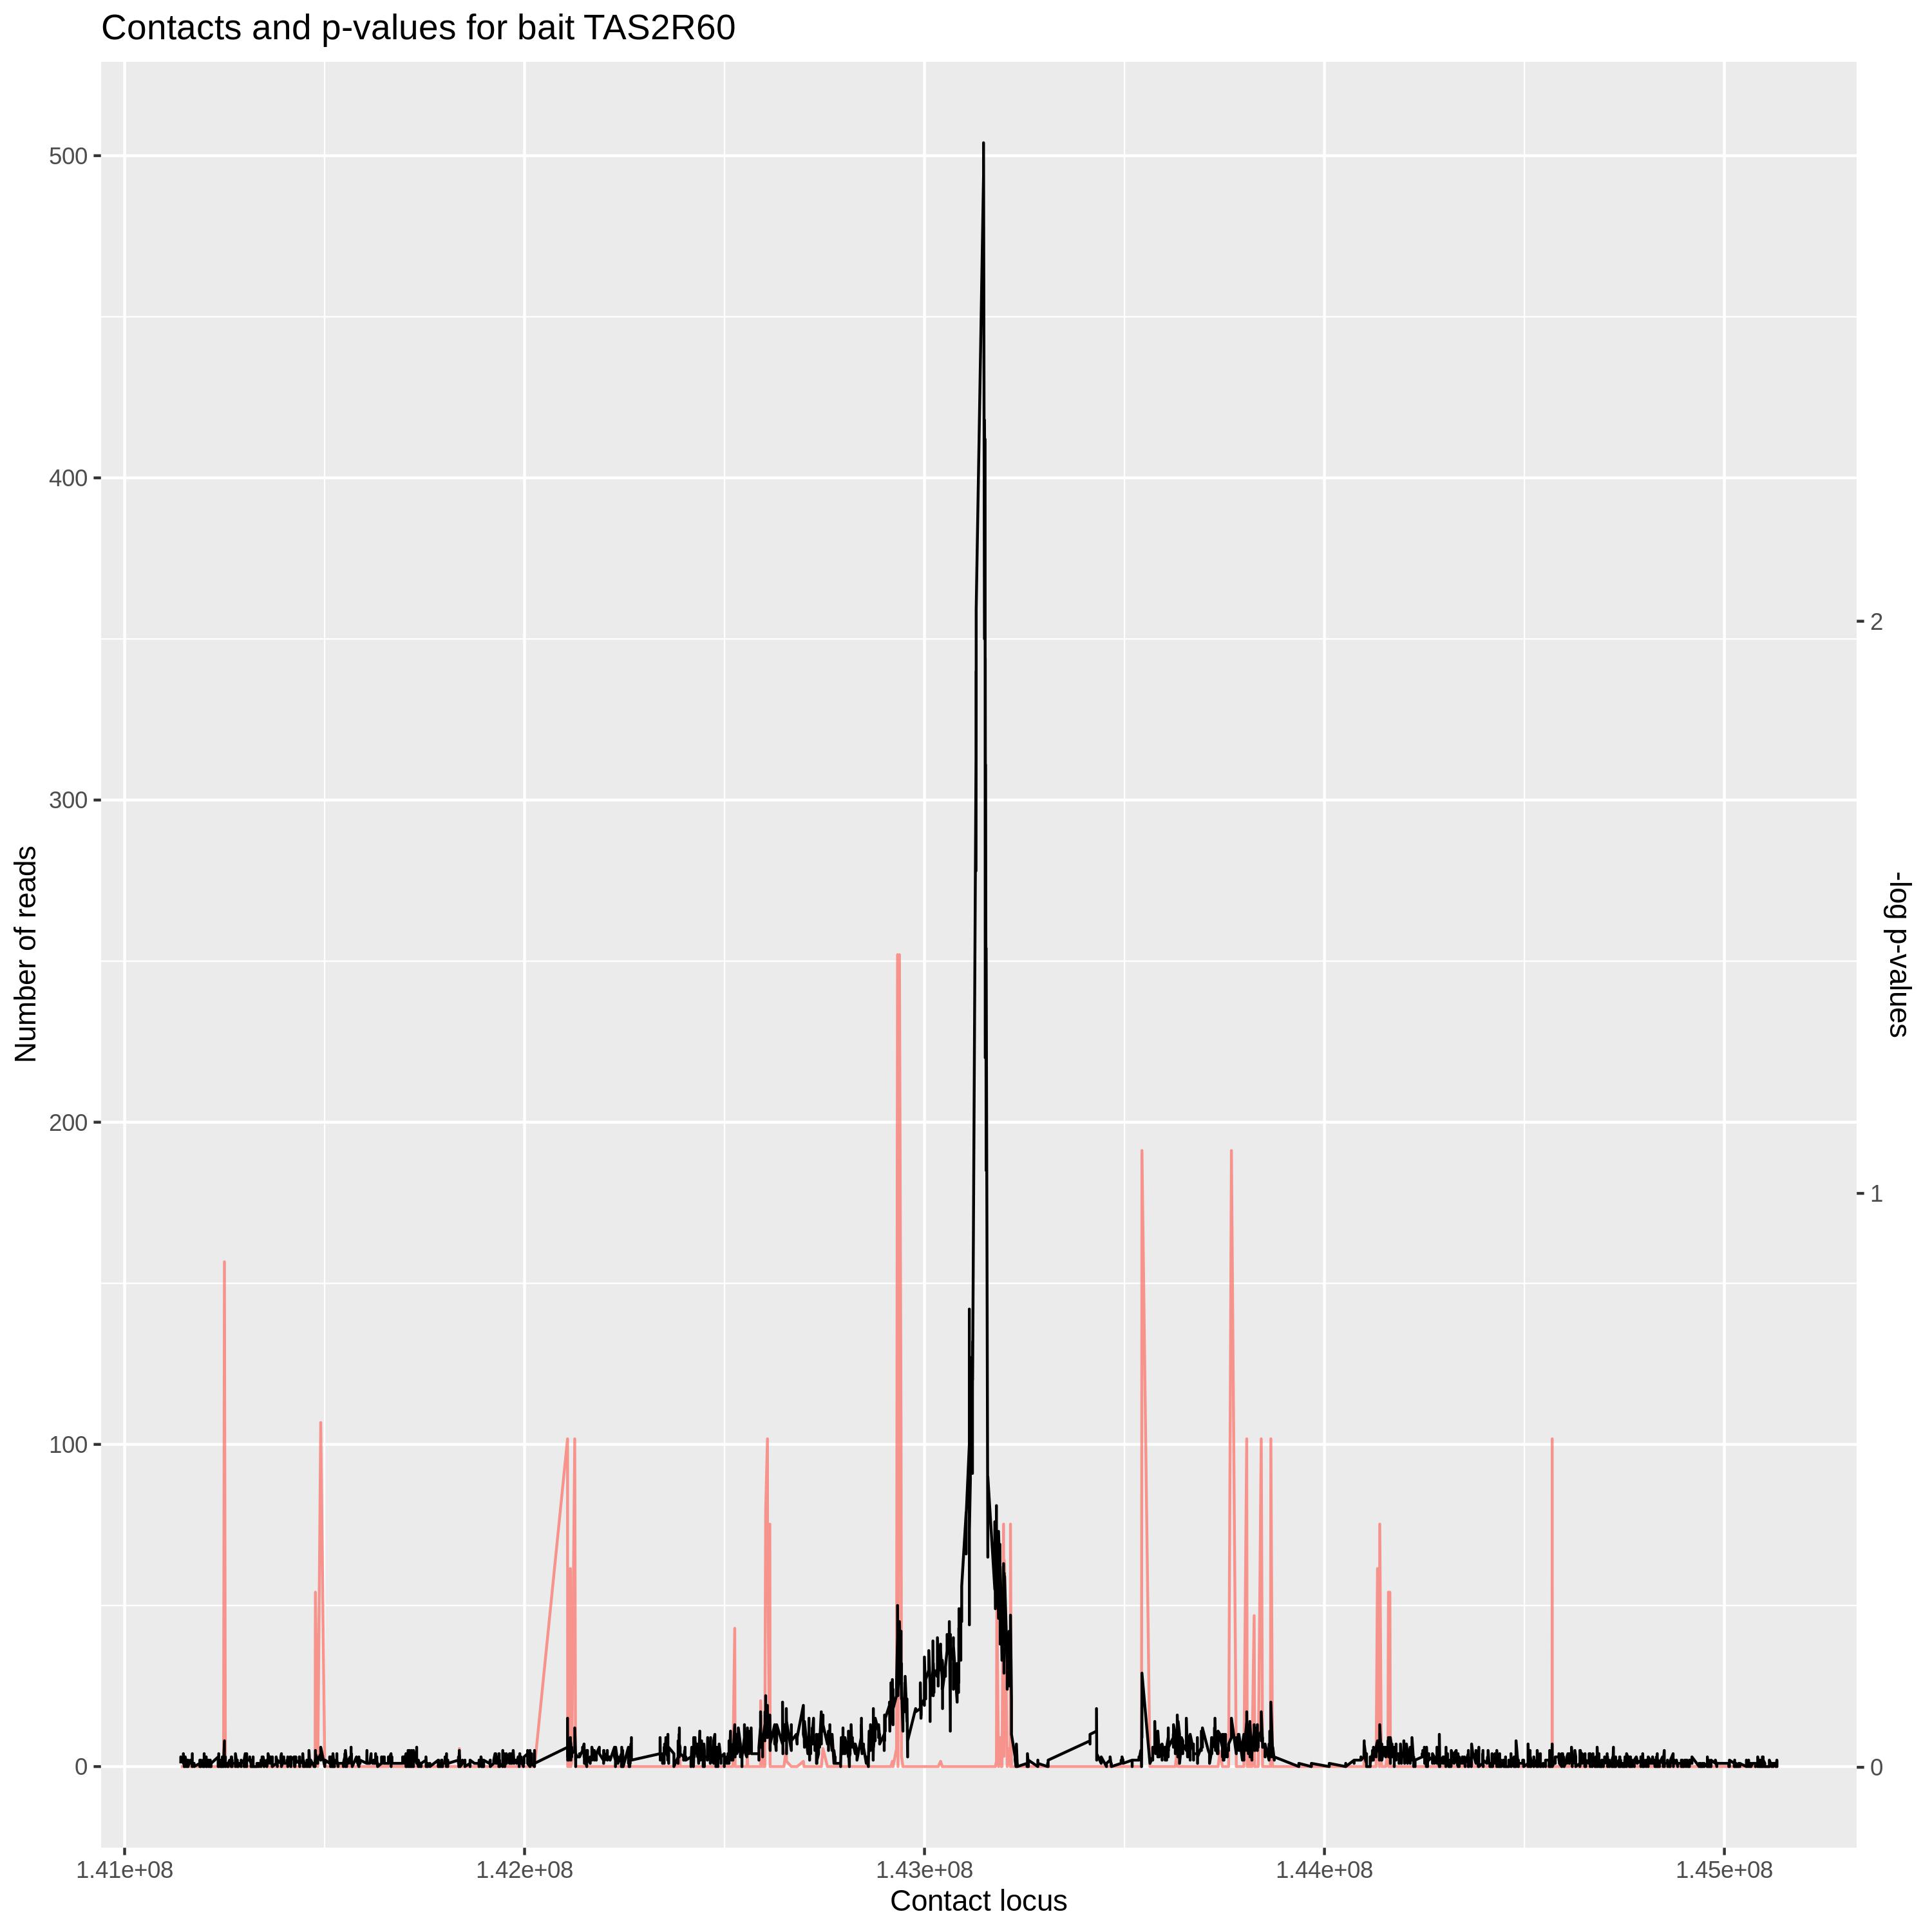 Contacts and p-values for bait TAS2R60
500
400
300
200
100
0
Number of reads
2
1
0
-log p-values
1.41e+08
1.42e+08
1.43e+08
1.44e+08
1.45e+08
Contact locus